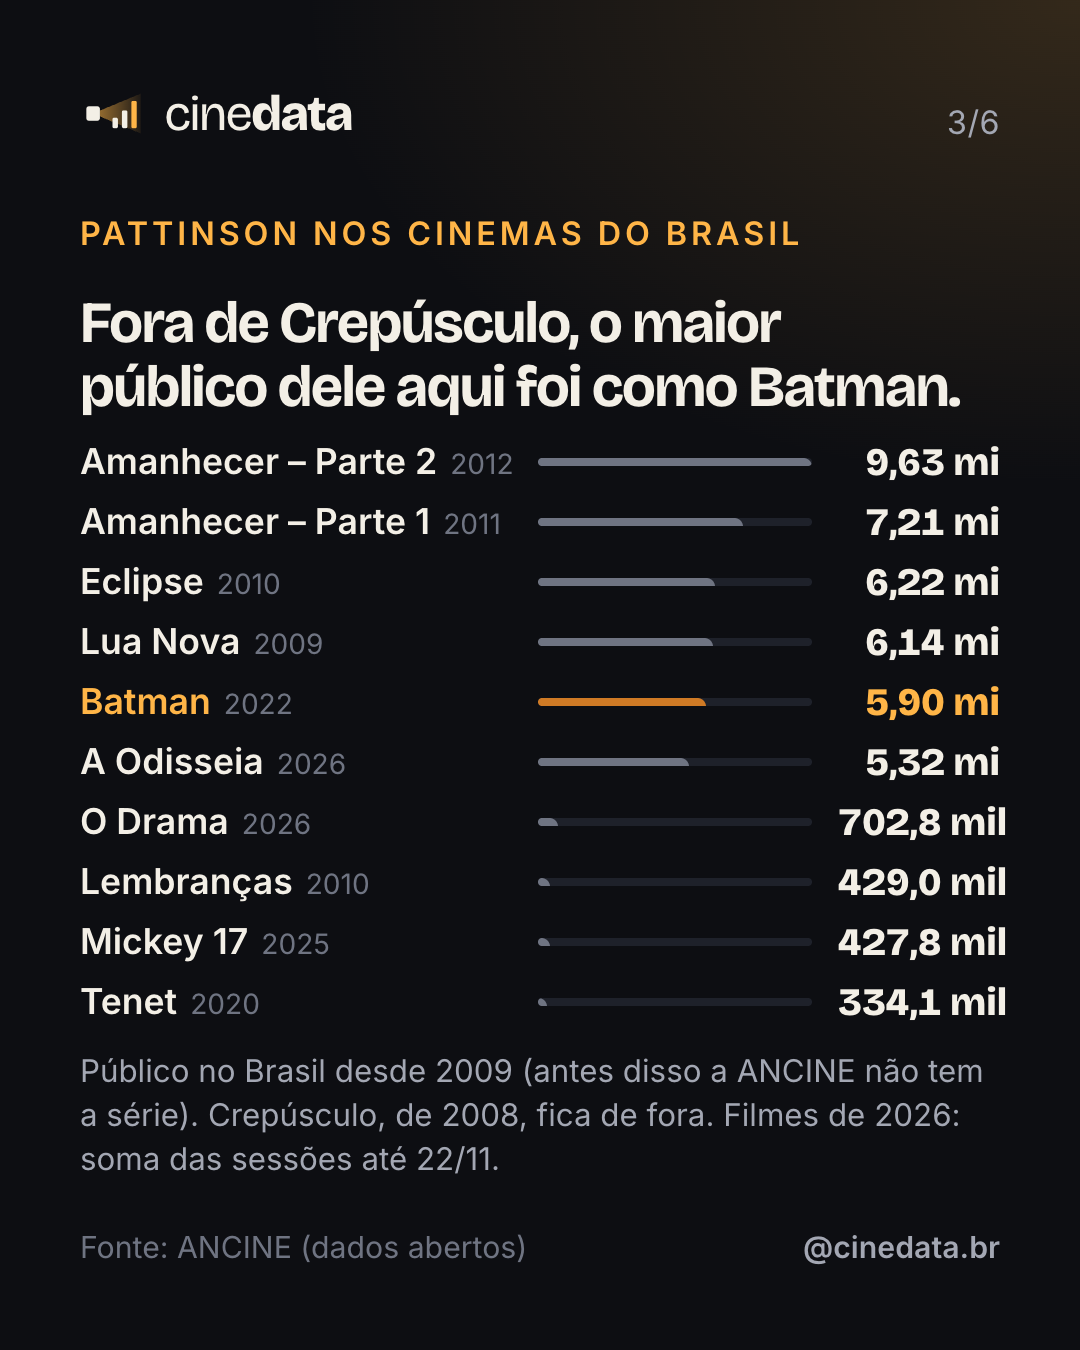 cinedata
3/6
PATTINSON NOS CINEMAS DO BRASIL
Fora de Crepúsculo, o maior
público dele aqui foi como Batman.
Amanhecer – Parte 2 2012 9,63 mi
Amanhecer – Parte 1 2011 7,21 mi
Eclipse 2010 6,22 mi
Lua Nova 2009 6,14 mi
Batman 2022 5,90 mi
A Odisseia 2026 5,32 mi
O Drama 2026 702,8 mil
Lembranças 2010 429,0 mil
Mickey 17 2025 427,8 mil
Tenet 2020 334,1 mil
Público no Brasil desde 2009 (antes disso a ANCINE não tem
a série). Crepúsculo, de 2008, fica de fora. Filmes de 2026:
soma das sessões até 22/11.
Fonte: ANCINE (dados abertos)
@cinedata.br